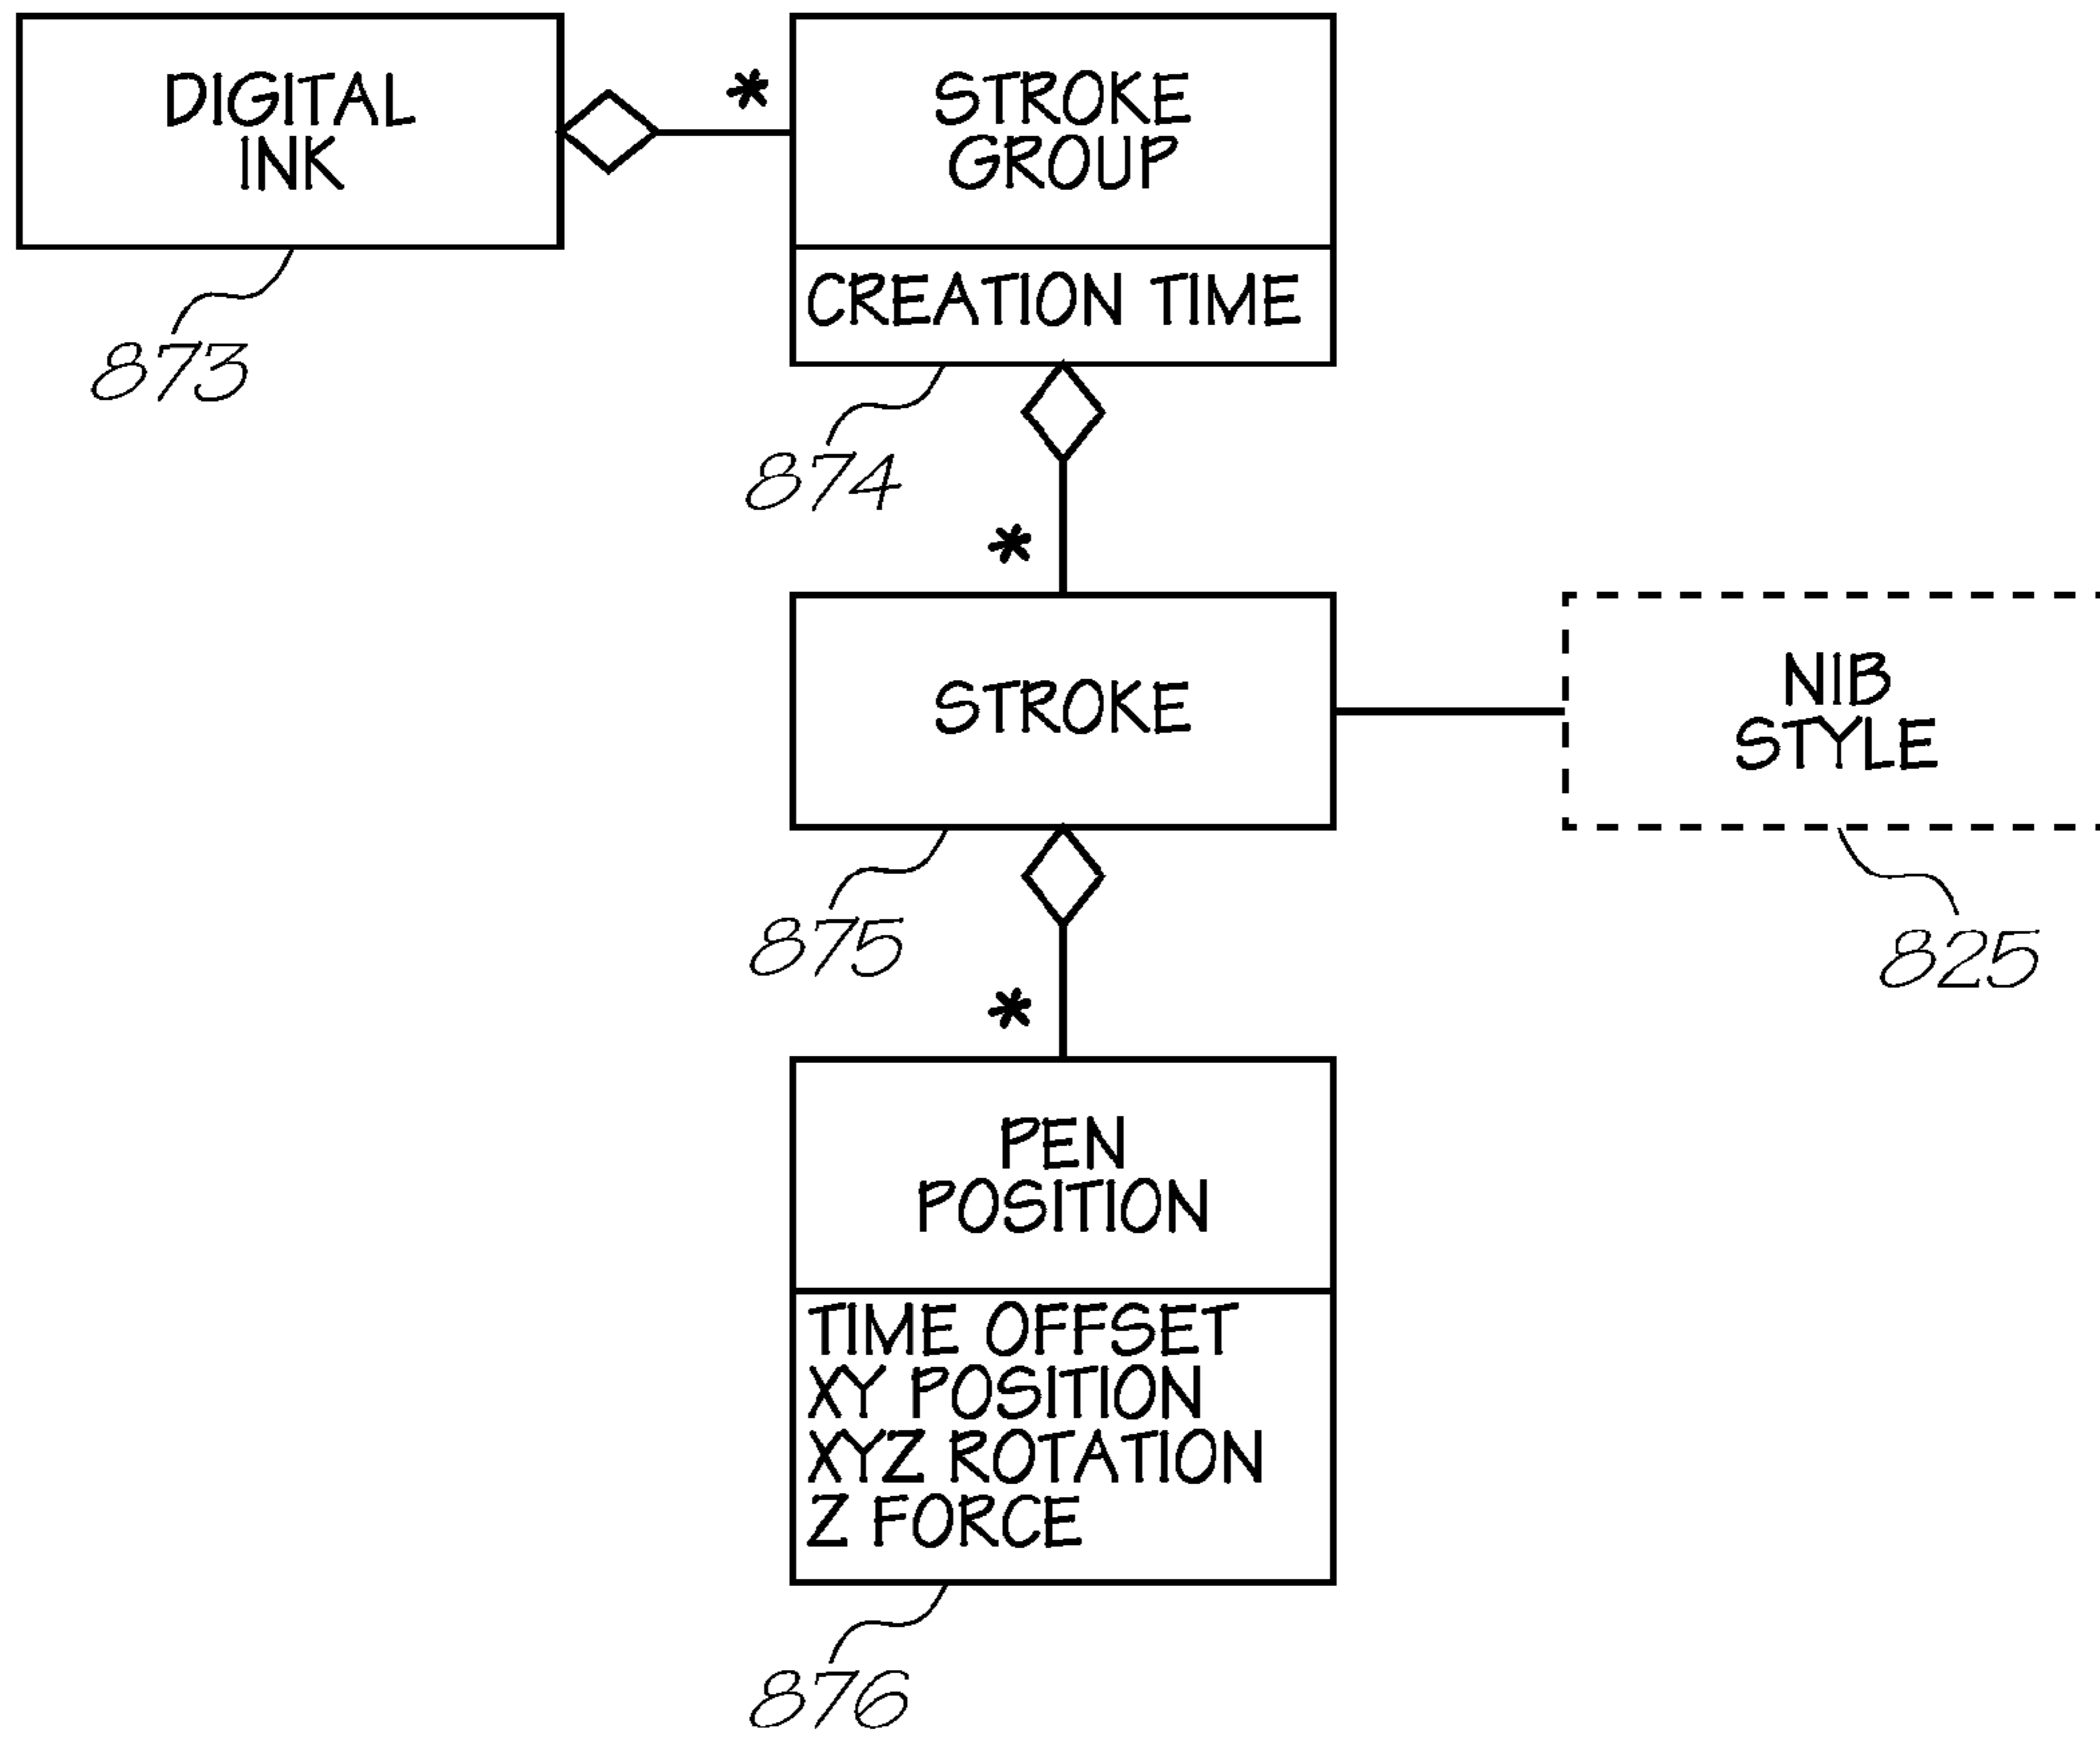 DIGITAL
INK
*
STROKE
GROUP
CREATION TIME
873
874
*
STROKE
NIB
STYLE
875
825
*
PEN
POSITION
TIME OFFSET
XY POSITION
XYZ ROTATION
Z FORCE
876